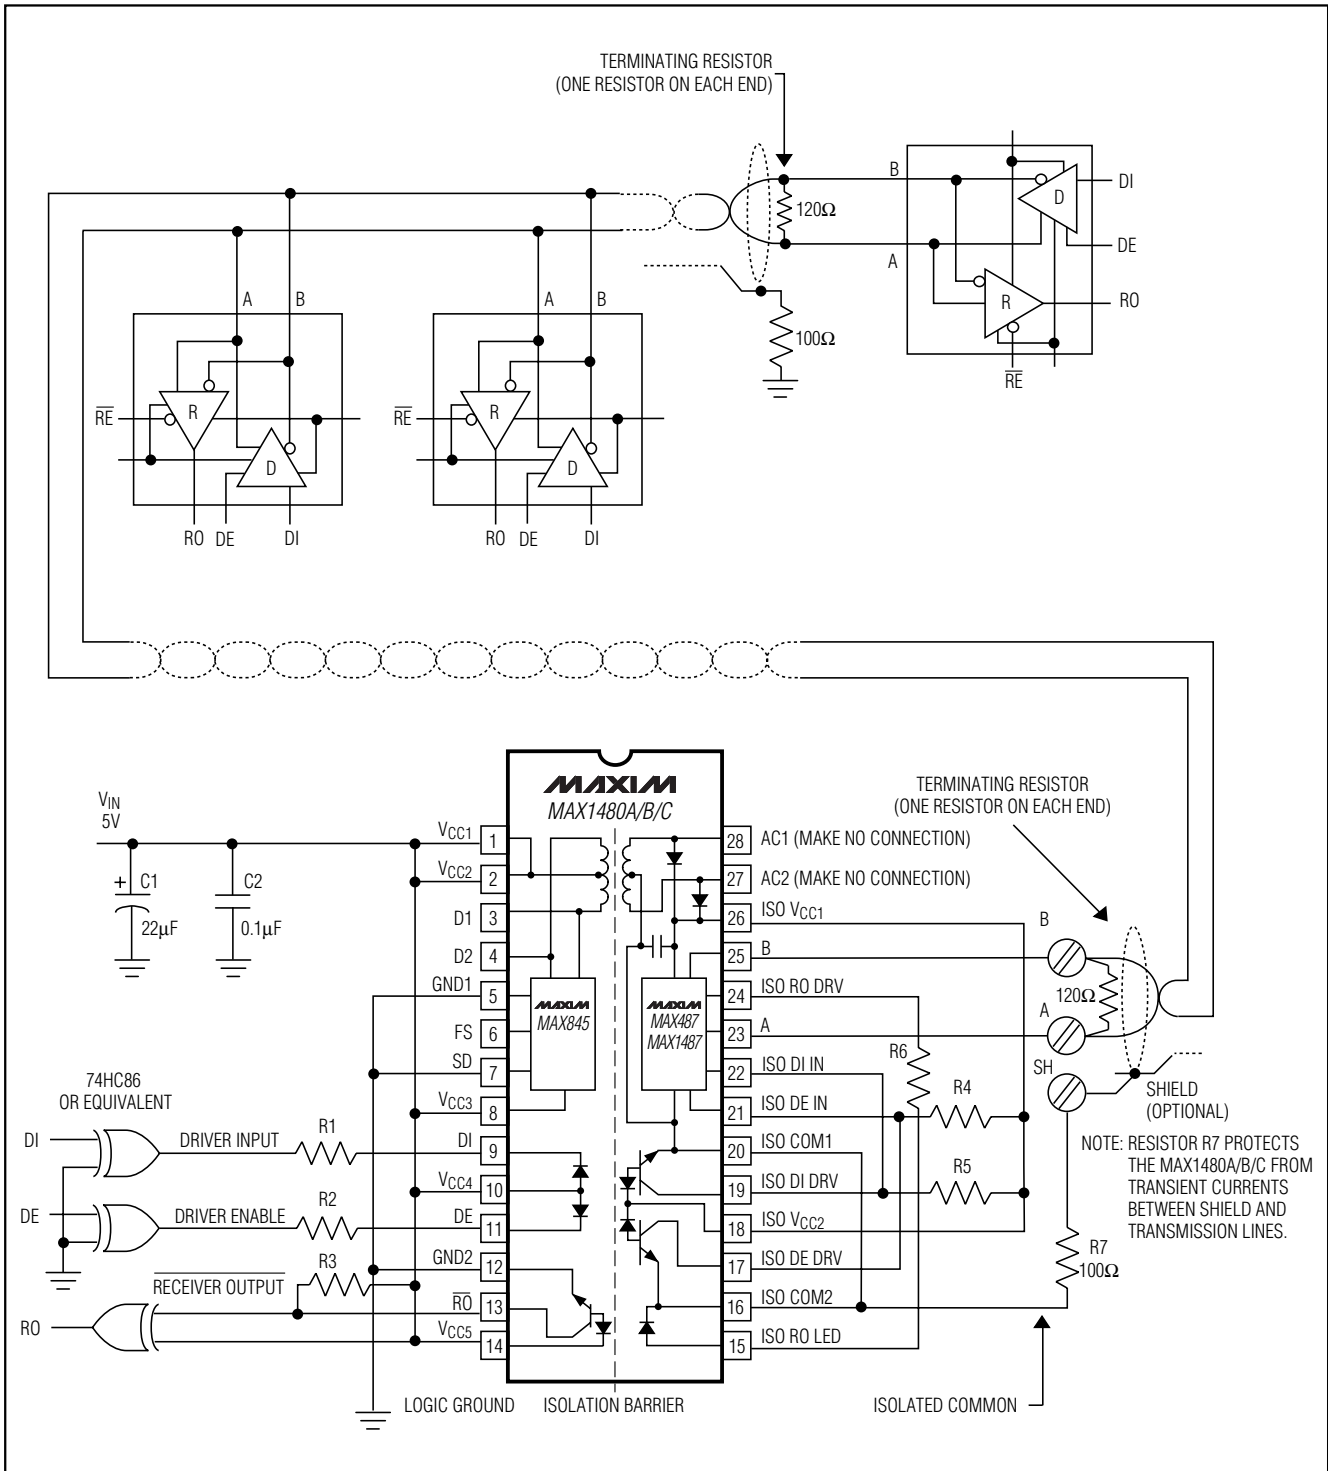 TERMINATING RESISTOR
(ONE RESISTOR ON EACH END)
B
D
DI
120Ω
DE
A
R
RO
100Ω
RE
A
B
A
B
RE
R
D
RE
R
D
RO DE DI
RO DE DI
TERMINATING RESISTOR
(ONE RESISTOR ON EACH END)
MAXIM
MAX1480A/B/C
VIN
5V
C1
22µF
C2
0.1µF
VCC1
1
VCC2
2
D1
3
D2
4
GND1
5
FS
6
SD
7
VCC3
8
DI
9
VCC4
10
DE
11
GND2
12
RO
13
VCC5
14
MAXIM
MAX845
MAXIM
MAX487
MAX1487
28
AC1 (MAKE NO CONNECTION)
27
AC2 (MAKE NO CONNECTION)
26
ISO VCC1
25
B
24
ISO RO DRV
23
A
22
ISO DI IN
21
ISO DE IN
20
ISO COM1
19
ISO DI DRV
18
ISO VCC2
17
ISO DE DRV
16
ISO COM2
15
ISO RO LED
74HC86
OR EQUIVALENT
DI
DRIVER INPUT
R1
DE
DRIVER ENABLE
R2
R3
RECEIVER OUTPUT
RO
R6
R4
R5
B
120Ω
A
SH
SHIELD
(OPTIONAL)
NOTE: RESISTOR R7 PROTECTS
THE MAX1480A/B/C FROM
TRANSIENT CURRENTS
BETWEEN SHIELD AND
TRANSMISSION LINES.
R7
100Ω
LOGIC GROUND
ISOLATION BARRIER
ISOLATED COMMON